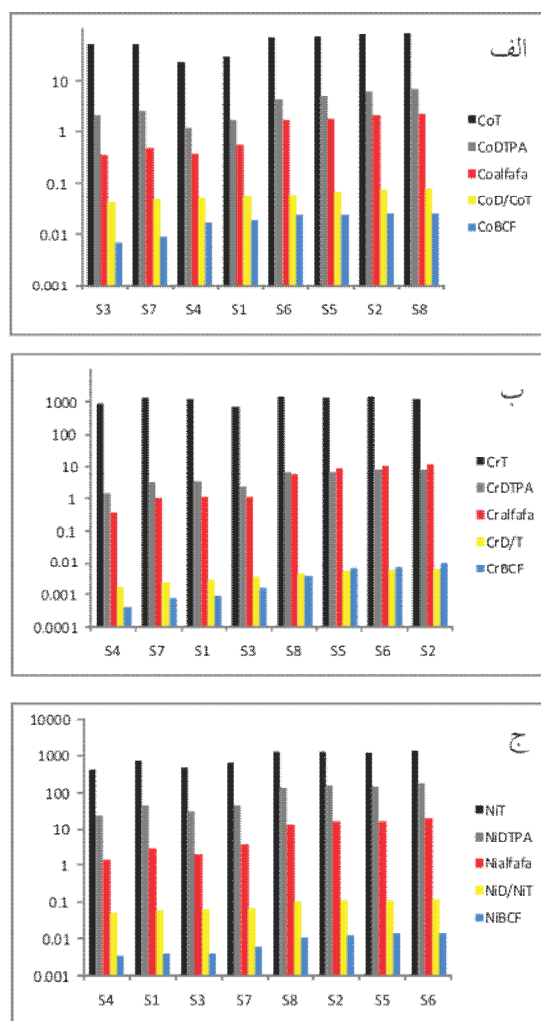 الف
10
1
0.1
0.01
0.001
CoT
CoDTPA
Coalfafa
CoD/CoT
CoBCF
S3 S7 S4 S1 S6 S5 S2 S8
ب
1000
100
10
1
0.1
0.01
0.001
0.0001
CrT
CrDTPA
Cralfafa
CrD/T
CrBCF
S4 S7 S1 S3 S8 S5 S6 S2
ج
10000
1000
100
10
1
0.1
0.01
0.001
NiT
NiDTPA
Nialfafa
NiD/NiT
NiBCF
S4 S1 S3 S7 S8 S2 S5 S6